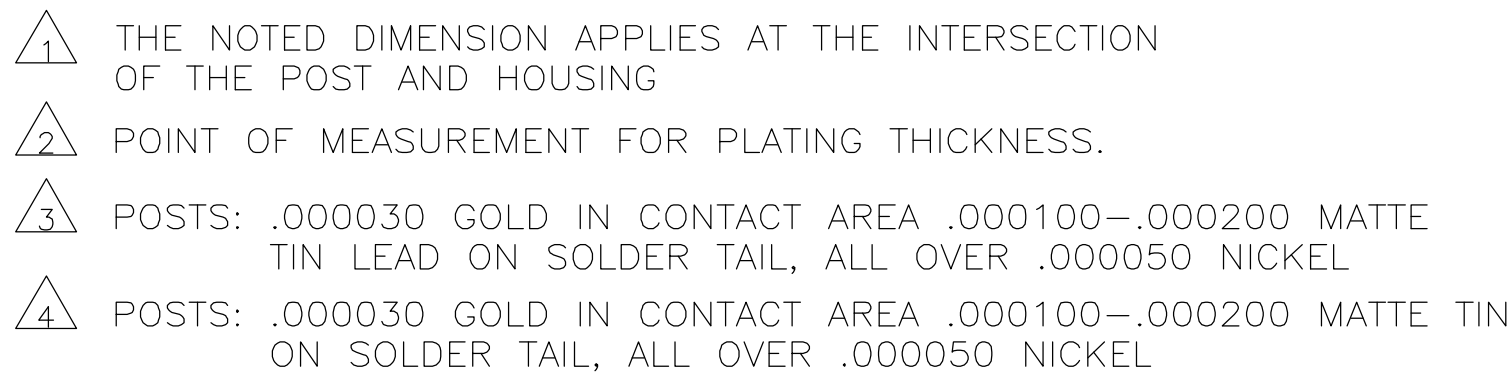 1 THE NOTED DIMENSION APPLIES AT THE INTERSECTION
OF THE POST AND HOUSING
2 POINT OF MEASUREMENT FOR PLATING THICKNESS.
3 POSTS: .000030 GOLD IN CONTACT AREA .000100-.000200 MATTE
TIN LEAD ON SOLDER TAIL, ALL OVER .000050 NICKEL
4 POSTS: .000030 GOLD IN CONTACT AREA .000100-.000200 MATTE TIN
ON SOLDER TAIL, ALL OVER .000050 NICKEL